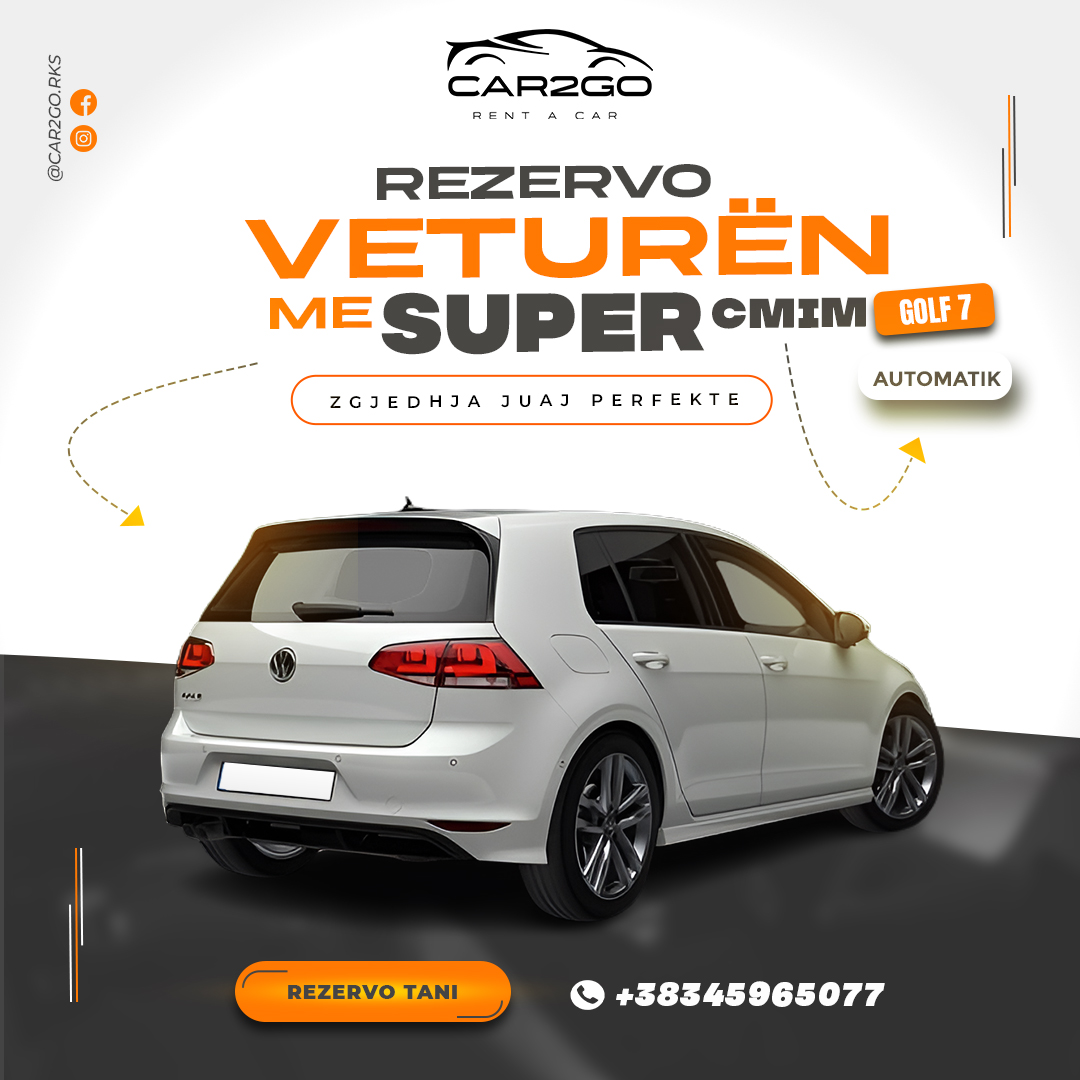 CAR2GO
RENT A CAR
@CAR2GO.RKS
REZERVO
VETURËN
ME SUPER CMIM
GOLF 7
AUTOMATIK
ZGJEDHJA JUAJ PERFEKTE
REZERVO TANI
+38345965077